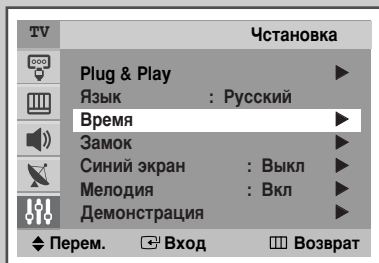 TV Чстановка
Plug & Play
Язык : Русский
Время
Замок
Синий экран : Выкл
Мелодия : Вкл
Демонстрация
Перем. Вход Возврат